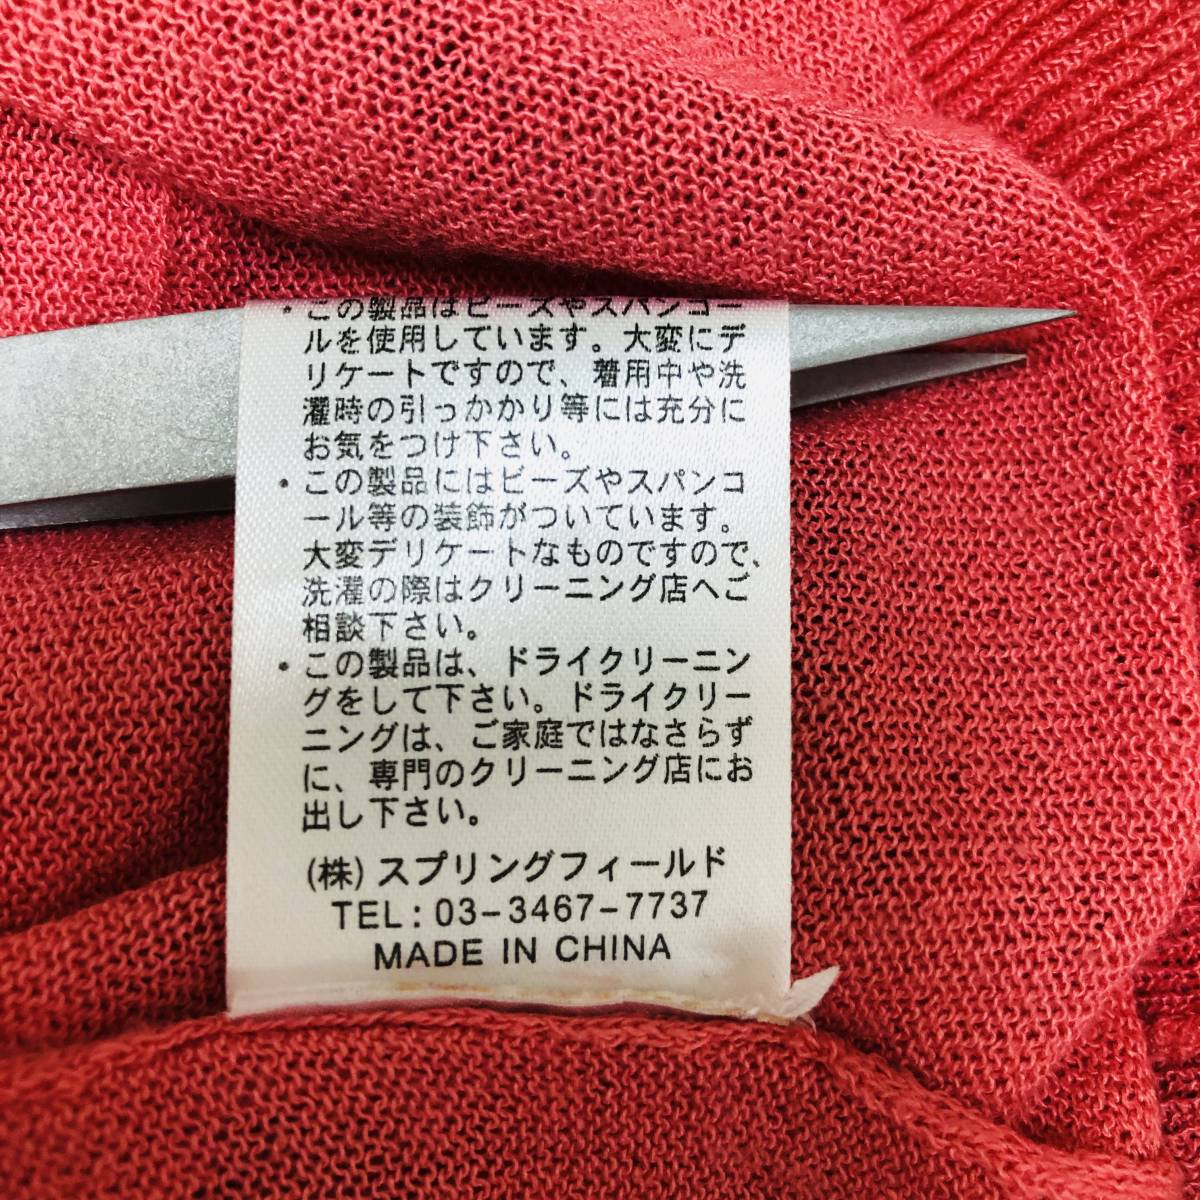 ・この製品はビーズやスパンコー
ルを使用しています。大変にデ
リケートですので、着用中や洗
濯時の引っかかり等には充分に
お気をつけ下さい。
・この製品にはビーズやスパンコ
ール等の装飾がついています。
大変デリケートなものですので、
洗濯の際はクリーニング店へご
相談下さい。
・この製品は、ドライクリーニン
グをして下さい。ドライクリー
ニングは、ご家庭ではなさらず
に、専門のクリーニング店にお
出し下さい。
(株)スプリングフィールド
TEL:03-3467-7737
MADE IN CHINA